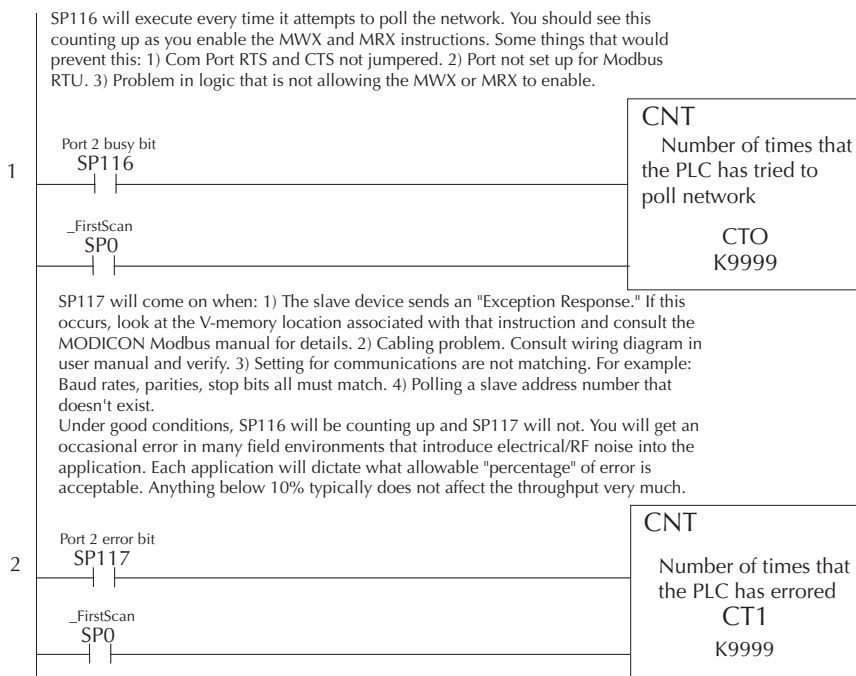 SP116 will execute every time it attempts to poll the network. You should see this
counting up as you enable the MWX and MRX instructions. Some things that would
prevent this: 1) Com Port RTS and CTS not jumpered. 2) Port not set up for Modbus
RTU. 3) Problem in logic that is not allowing the MWX or MRX to enable.
CNT
Number of times that
the PLC has tried to
poll network
CTO
K9999
1
Port 2 busy bit
SP116
_FirstScan
SP0
SP117 will come on when: 1) The slave device sends an "Exception Response." If this
occurs, look at the V-memory location associated with that instruction and consult the
MODICON Modbus manual for details. 2) Cabling problem. Consult wiring diagram in
user manual and verify. 3) Setting for communications are not matching. For example:
Baud rates, parities, stop bits all must match. 4) Polling a slave address number that
doesn't exist.
Under good conditions, SP116 will be counting up and SP117 will not. You will get an
occasional error in many field environments that introduce electrical/RF noise into the
application. Each application will dictate what allowable "percentage" of error is
acceptable. Anything below 10% typically does not affect the throughput very much.
CNT
Number of times that
the PLC has errored
CT1
K9999
2
Port 2 error bit
SP117
_FirstScan
SP0